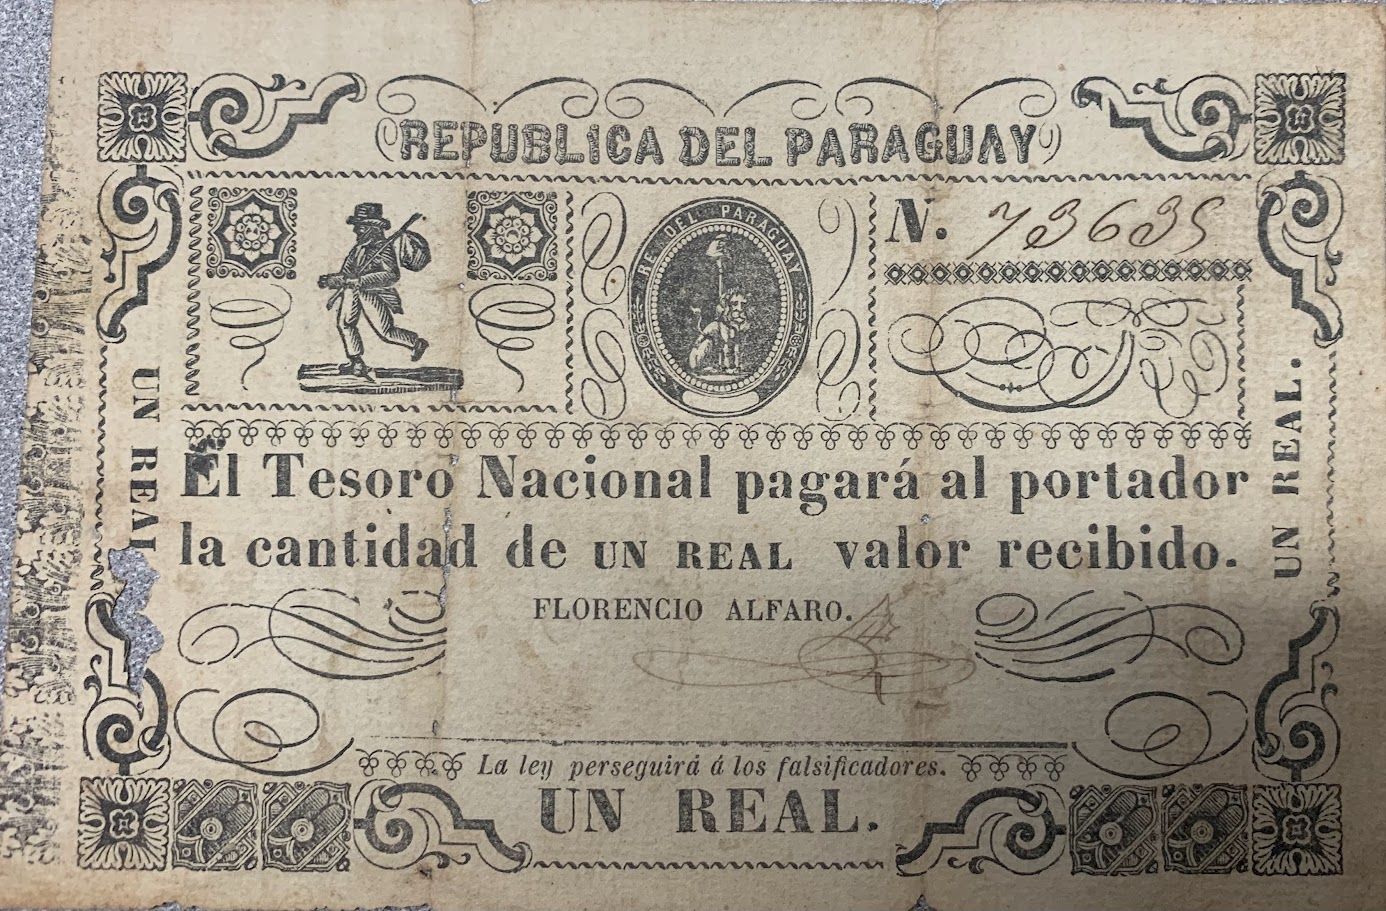 REPUBLICA DEL PARAGUAY
REP. DEL PARAGUAY
N. 73635
UN REAL
UN REAL.
El Tesoro Nacional pagará al portador
la cantidad de UN REAL valor recibido.
FLORENCIO ALFARO.
La ley perseguirá á los falsificadores.
UN REAL.